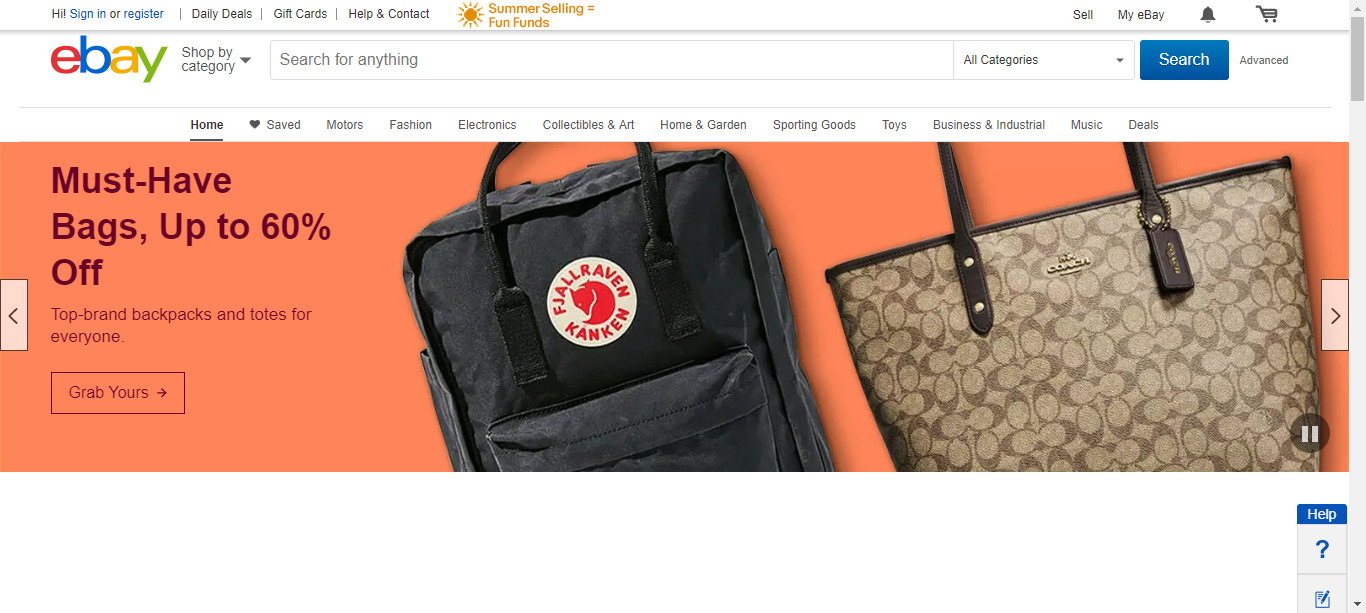 Hi! Sign in or register
Daily Deals
Gift Cards
Help & Contact
Summer Selling =
Fun Funds
Sell
My eBay
ebay
Shop by
category
Search for anything
All Categories
Search
Advanced
Home
Saved
Motors
Fashion
Electronics
Collectibles & Art
Home & Garden
Sporting Goods
Toys
Business & Industrial
Music
Deals
Must-Have
Bags, Up to 60%
Off
Top-brand backpacks and totes for
everyone.
Grab Yours →
FJALLRAVEN
KANKEN
COACH
COACH
Help
?